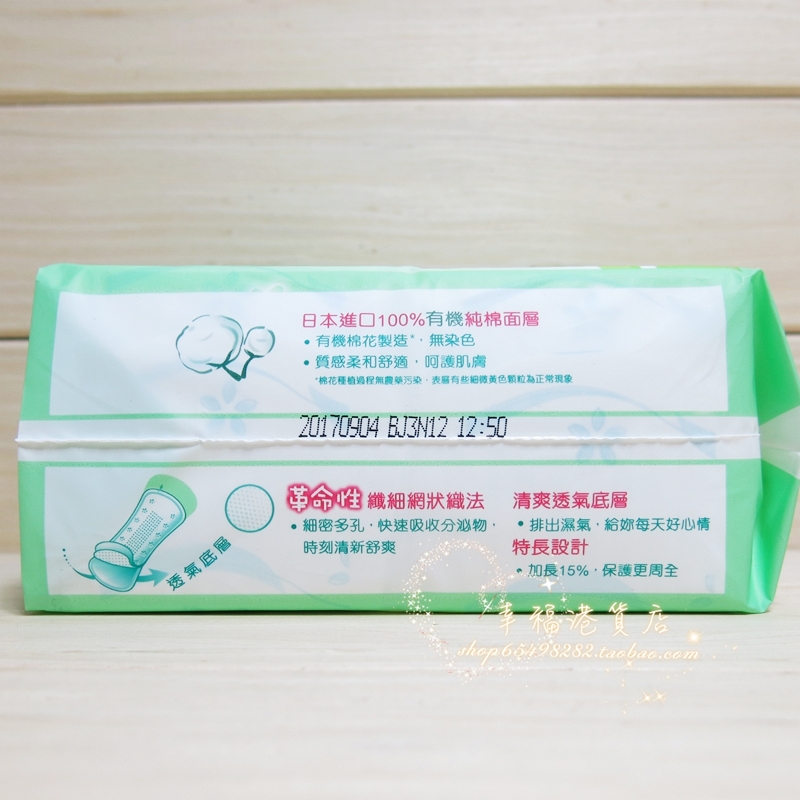 日本進口100%有機純棉面層
• 有機棉花製造*，無染色
• 質感柔和舒適，呵護肌膚
*棉花種植過程無農藥污染，表層有些細微黃色顆粒為正常現象
20170904 BJ3N12 12:50
革命性 纖細網狀織法
• 細密多孔，快速吸收分泌物，
時刻清新舒爽
清爽透氣底層
• 排出濕氣，給妳每天好心情
特長設計
• 加長15%，保護更周全
透氣底層
幸福港貨店
shop65498282.taobao.com